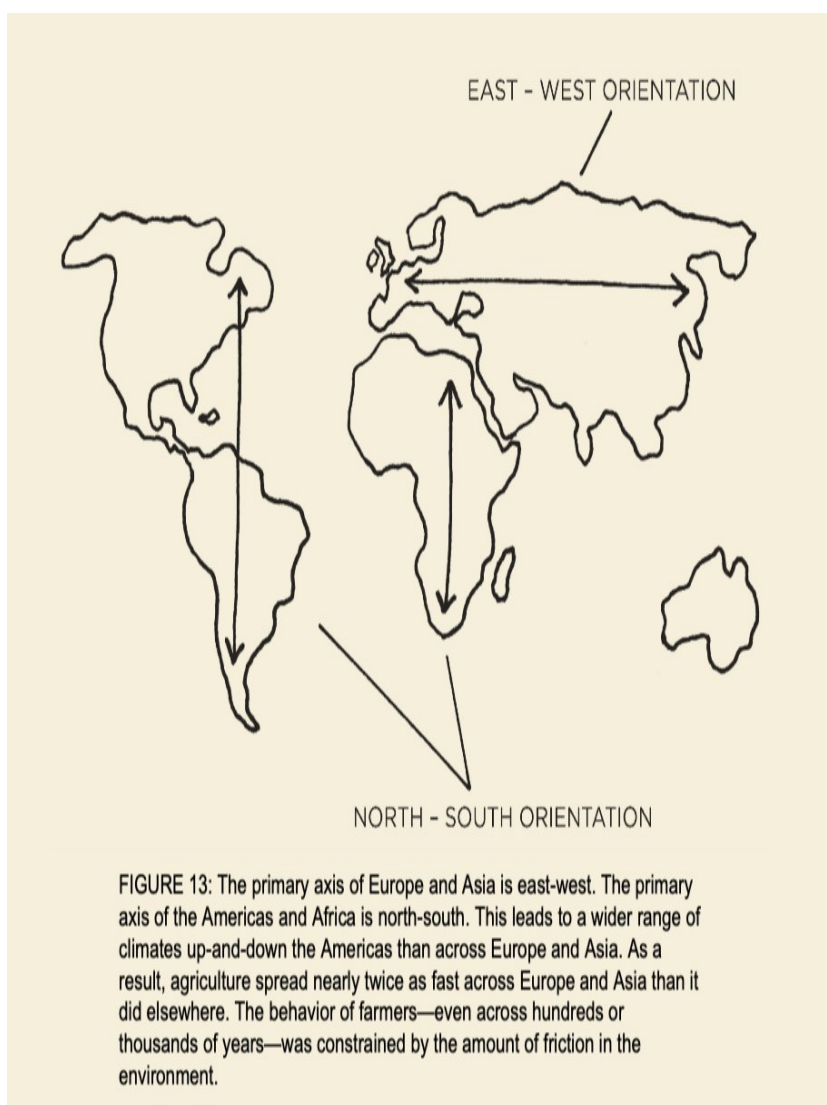 EAST – WEST ORIENTATION
NORTH – SOUTH ORIENTATION
FIGURE 13: The primary axis of Europe and Asia is east-west. The primary
axis of the Americas and Africa is north-south. This leads to a wider range of
climates up-and-down the Americas than across Europe and Asia. As a
result, agriculture spread nearly twice as fast across Europe and Asia than it
did elsewhere. The behavior of farmers—even across hundreds or
thousands of years—was constrained by the amount of friction in the
environment.